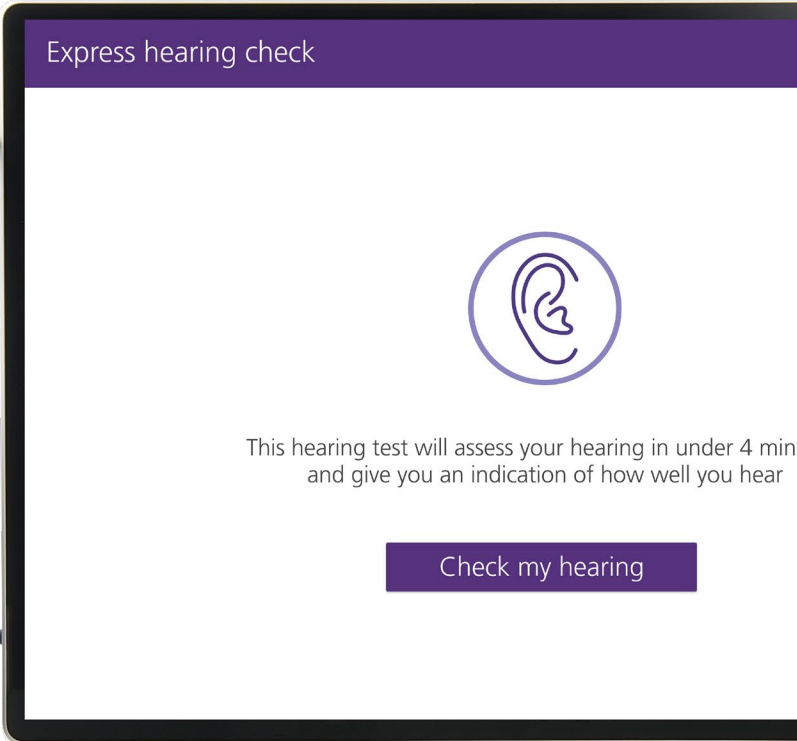 Express hearing check
This hearing test will assess your hearing in under 4 min
and give you an indication of how well you hear
Check my hearing